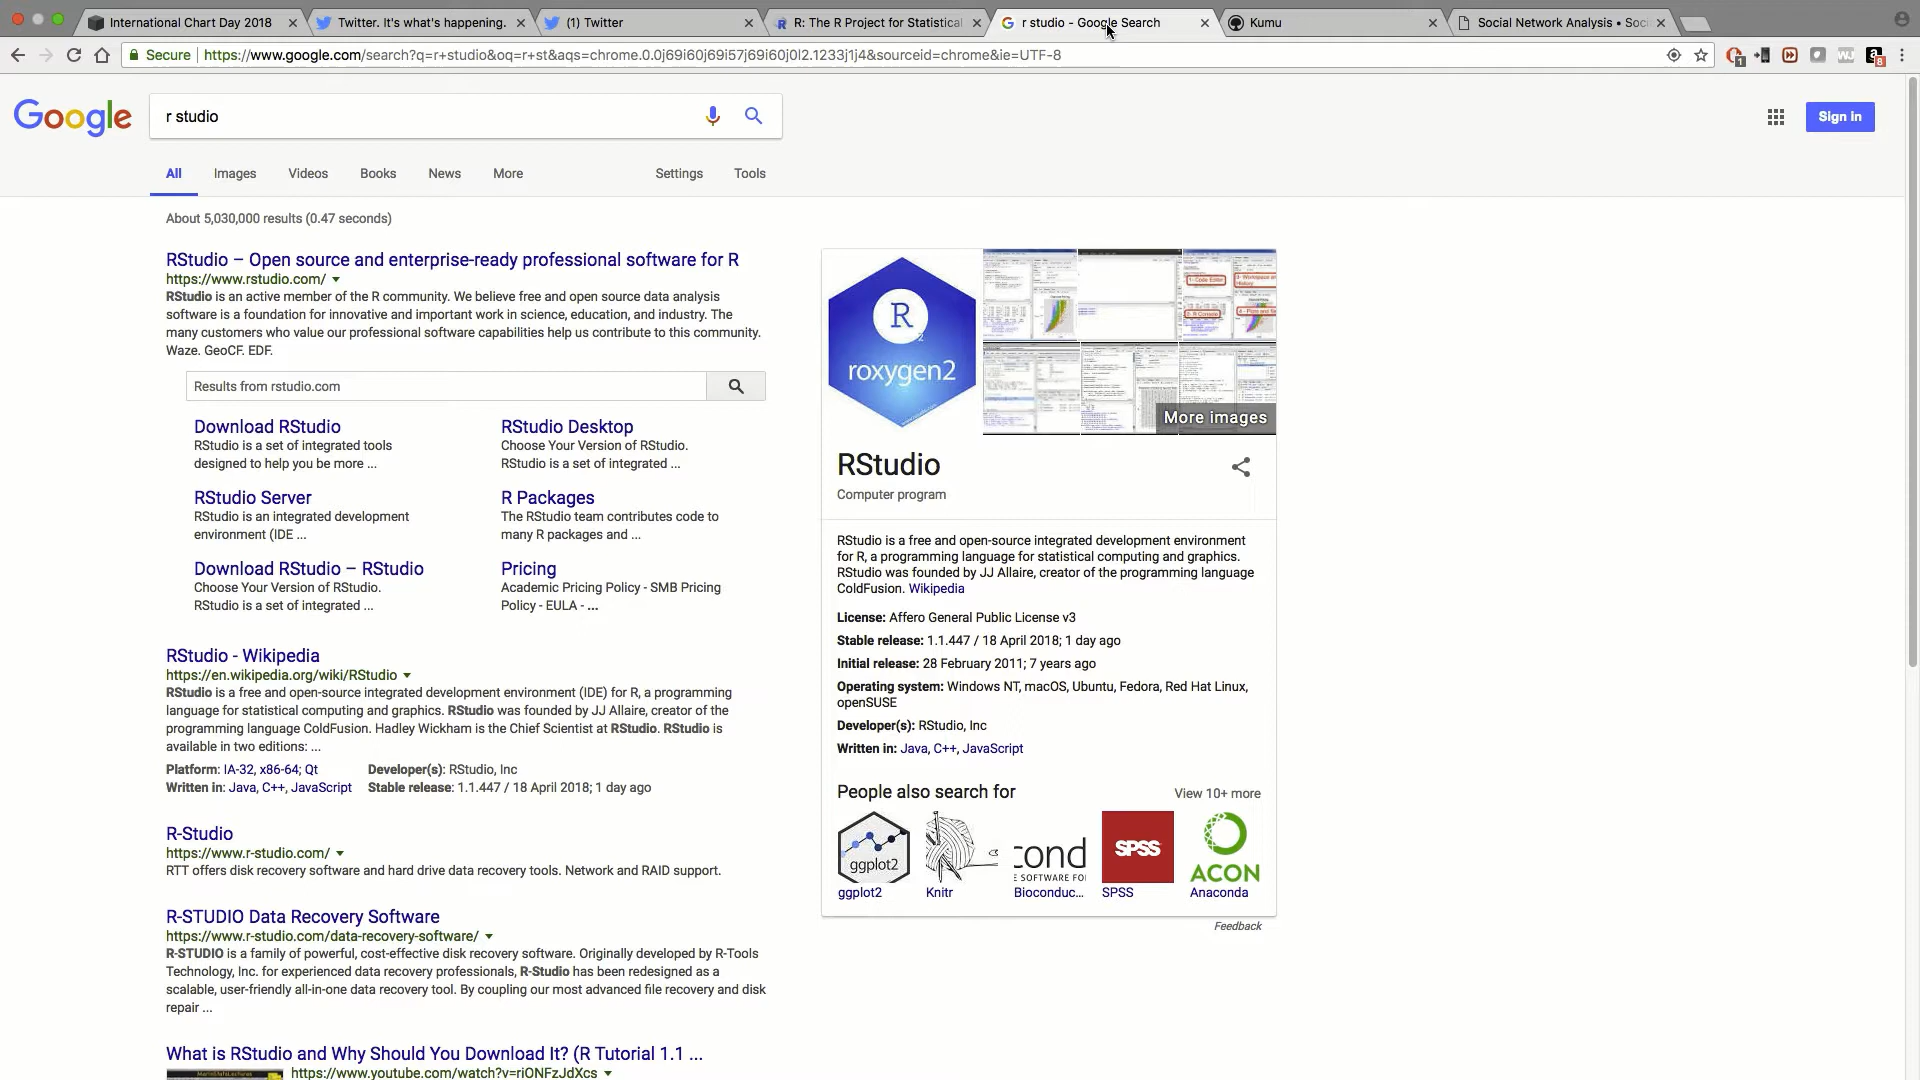 International Chart Day 2018
Twitter. It's what's happening.
(1) Twitter
R: The R Project for Statistical
r studio - Google Search
Kumu
Social Network Analysis • Soci
Secure
https://www.google.com/search?q=r+studio&oq=r+st&aqs=chrome.0.0j69i60j69i57j69i60j0l2.1233j1j4&sourceid=chrome&ie=UTF-8
1
8
Google
r studio
Sign in
All
Images
Videos
Books
News
More
Settings
Tools
About 5,030,000 results (0.47 seconds)
RStudio – Open source and enterprise-ready professional software for R
https://www.rstudio.com/
RStudio is an active member of the R community. We believe free and open source data analysis
software is a foundation for innovative and important work in science, education, and industry. The
many customers who value our professional software capabilities help us contribute to this community.
Waze. GeoCF. EDF.
Results from rstudio.com
Download RStudio
RStudio is a set of integrated tools
designed to help you be more ...
RStudio Desktop
Choose Your Version of RStudio.
RStudio is a set of integrated ...
RStudio Server
RStudio is an integrated development
environment (IDE ...
R Packages
The RStudio team contributes code to
many R packages and ...
Download RStudio – RStudio
Choose Your Version of RStudio.
RStudio is a set of integrated ...
Pricing
Academic Pricing Policy - SMB Pricing
Policy - EULA - ...
RStudio - Wikipedia
https://en.wikipedia.org/wiki/RStudio
RStudio is a free and open-source integrated development environment (IDE) for R, a programming
language for statistical computing and graphics. RStudio was founded by JJ Allaire, creator of the
programming language ColdFusion. Hadley Wickham is the Chief Scientist at RStudio. RStudio is
available in two editions: ...
Platform: IA-32, x86-64; Qt
Developer(s): RStudio, Inc
Written in: Java, C++, JavaScript
Stable release: 1.1.447 / 18 April 2018; 1 day ago
R-Studio
https://www.r-studio.com/
RTT offers disk recovery software and hard drive data recovery tools. Network and RAID support.
R-STUDIO Data Recovery Software
https://www.r-studio.com/data-recovery-software/
R-STUDIO is a family of powerful, cost-effective disk recovery software. Originally developed by R-Tools
Technology, Inc. for experienced data recovery professionals, R-Studio has been redesigned as a
scalable, user-friendly all-in-one data recovery tool. By coupling our most advanced file recovery and disk
repair ...
What is RStudio and Why Should You Download It? (R Tutorial 1.1 ...
https://www.youtube.com/watch?v=riONFzJdXcs
R
2
roxygen2
More images
RStudio
Computer program
RStudio is a free and open-source integrated development environment
for R, a programming language for statistical computing and graphics.
RStudio was founded by JJ Allaire, creator of the programming language
ColdFusion. Wikipedia
License: Affero General Public License v3
Stable release: 1.1.447 / 18 April 2018; 1 day ago
Initial release: 28 February 2011; 7 years ago
Operating system: Windows NT, macOS, Ubuntu, Fedora, Red Hat Linux,
openSUSE
Developer(s): RStudio, Inc
Written in: Java, C++, JavaScript
People also search for
View 10+ more
ggplot2
cond
E SOFTWARE FOR
SPSS
ACON
ggplot2
Knitr
Bioconduc...
SPSS
Anaconda
Feedback